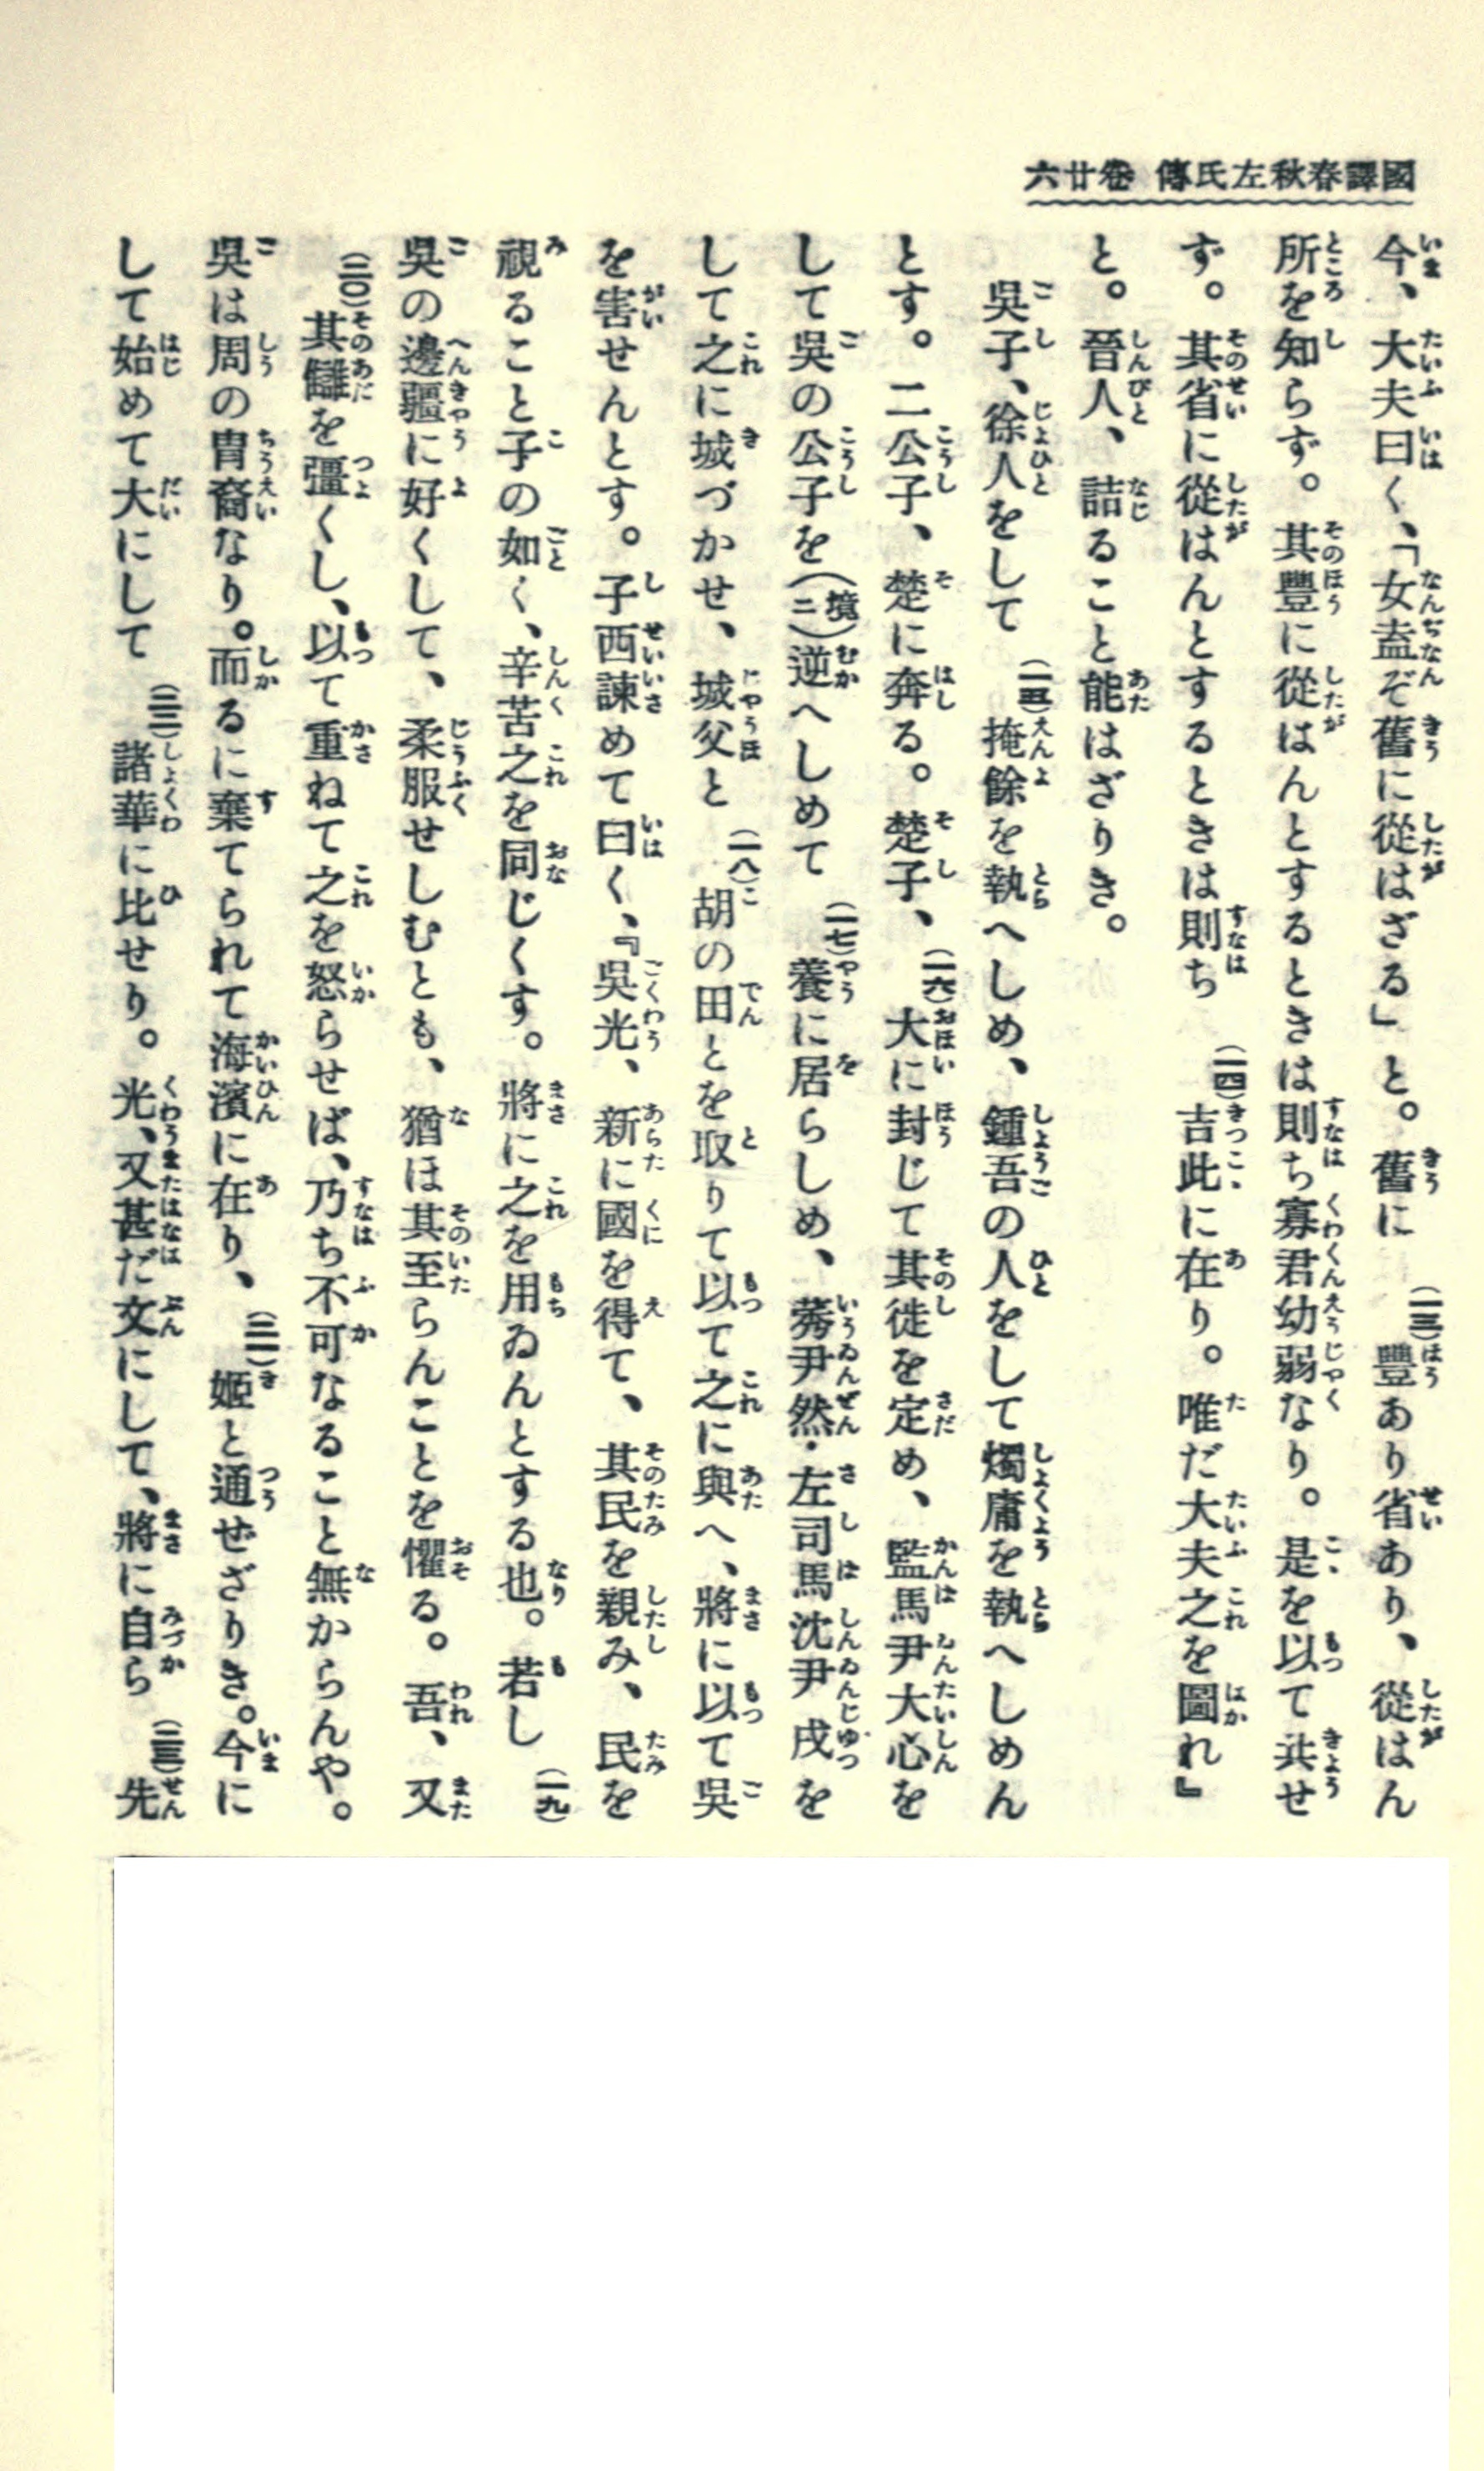 國譯春秋左氏傳 卷廿六
今、大夫曰く、「女盍ぞ舊に從はざる」と。舊に(一三)豐あり省あり、從はん
所を知らず。其豐に從はんとするときは則ち寡君幼弱なり。是を以て共せ
ず。其省に從はんとするときは則ち(一四)吉此に在り。唯だ大夫之を圖れ』
と。晉人、詰ること能はざりき。
吳子、徐人をして(一五)掩餘を執へしめ、鍾吾の人をして燭庸を執へしめん
とす。二公子、楚に奔る。楚子、(一六)大に封じて其徙を定め、監馬尹大心を
して吳の公子を(境ニ)逆へしめて(一七)養に居らしめ、莠尹然・左司馬沈尹戌を
して之に城づかせ、城父と(一八)胡の田とを取りて以て之に與へ、將に以て吳
を害せんとす。子西諫めて曰く、『吳光、新に國を得て、其民を親み、民を
視ること子の如く、辛苦之を同じくす。將に之を用ゐんとする也。若し(一九)
吳の邊疆に好くして、柔服せしむとも、猶ほ其至らんことを懼る。吾、又
(二〇)其讎を彊くし、以て重ねて之を怒らせば、乃ち不可なること無からんや。
吳は周の冑裔なり。而るに棄てられて海濱に在り、(二一)姬と通ぜざりき。今に
して始めて大にして(二二)諸華に比せり。光、又甚だ文にして、將に自ら(二三)先